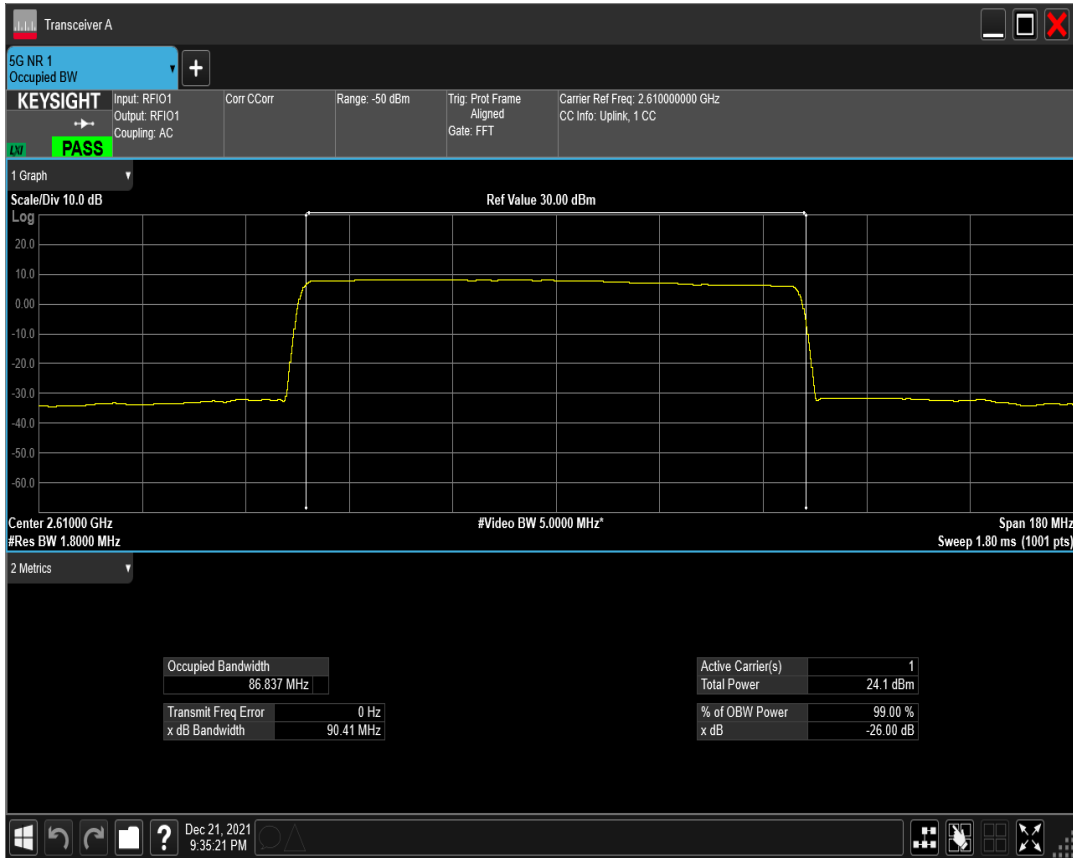 Transceiver A
5G NR 1
Occupied BW
KEYSIGHT
LXI
PASS
Input: RFIO1
Output: RFIO1
Coupling: AC
Corr CCorr
Range: -50 dBm
Trig: Prot Frame
Aligned
Gate: FFT
Carrier Ref Freq: 2.610000000 GHz
CC Info: Uplink, 1 CC
1 Graph
Scale/Div 10.0 dB
Ref Value 30.00 dBm
Log
20.0
10.0
0.00
-10.0
-20.0
-30.0
-40.0
-50.0
-60.0
Center 2.61000 GHz
#Video BW 5.0000 MHz*
Span 180 MHz
#Res BW 1.8000 MHz
Sweep 1.80 ms (1001 pts)
2 Metrics
Occupied Bandwidth
86.837 MHz
Transmit Freq Error 0 Hz
x dB Bandwidth 90.41 MHz
Active Carrier(s) 1
Total Power 24.1 dBm
% of OBW Power 99.00 %
x dB -26.00 dB
?
Dec 21, 2021
9:35:21 PM